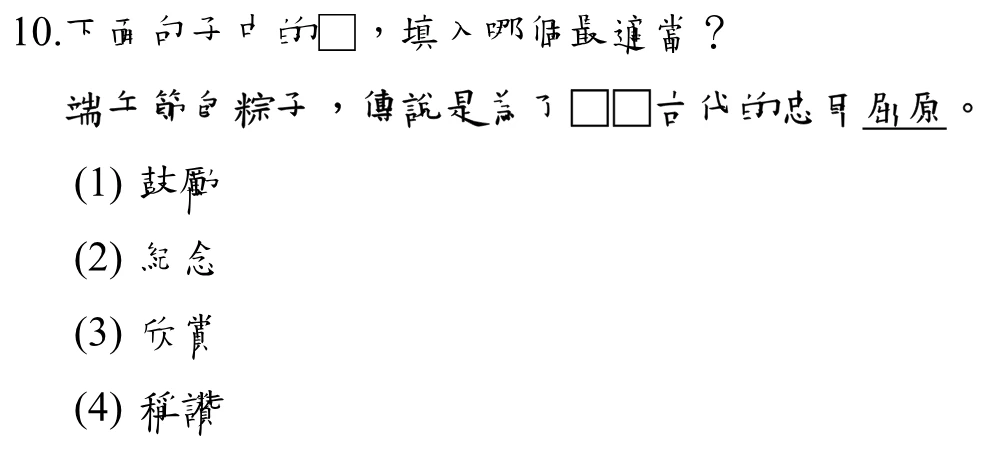 10.下面句子中的□，填入哪個最適當？
端午節包粽子，傳說是為了□□古代的忠臣屈原。
(1) 鼓勵
(2) 紀念
(3) 欣賞
(4) 稱讚